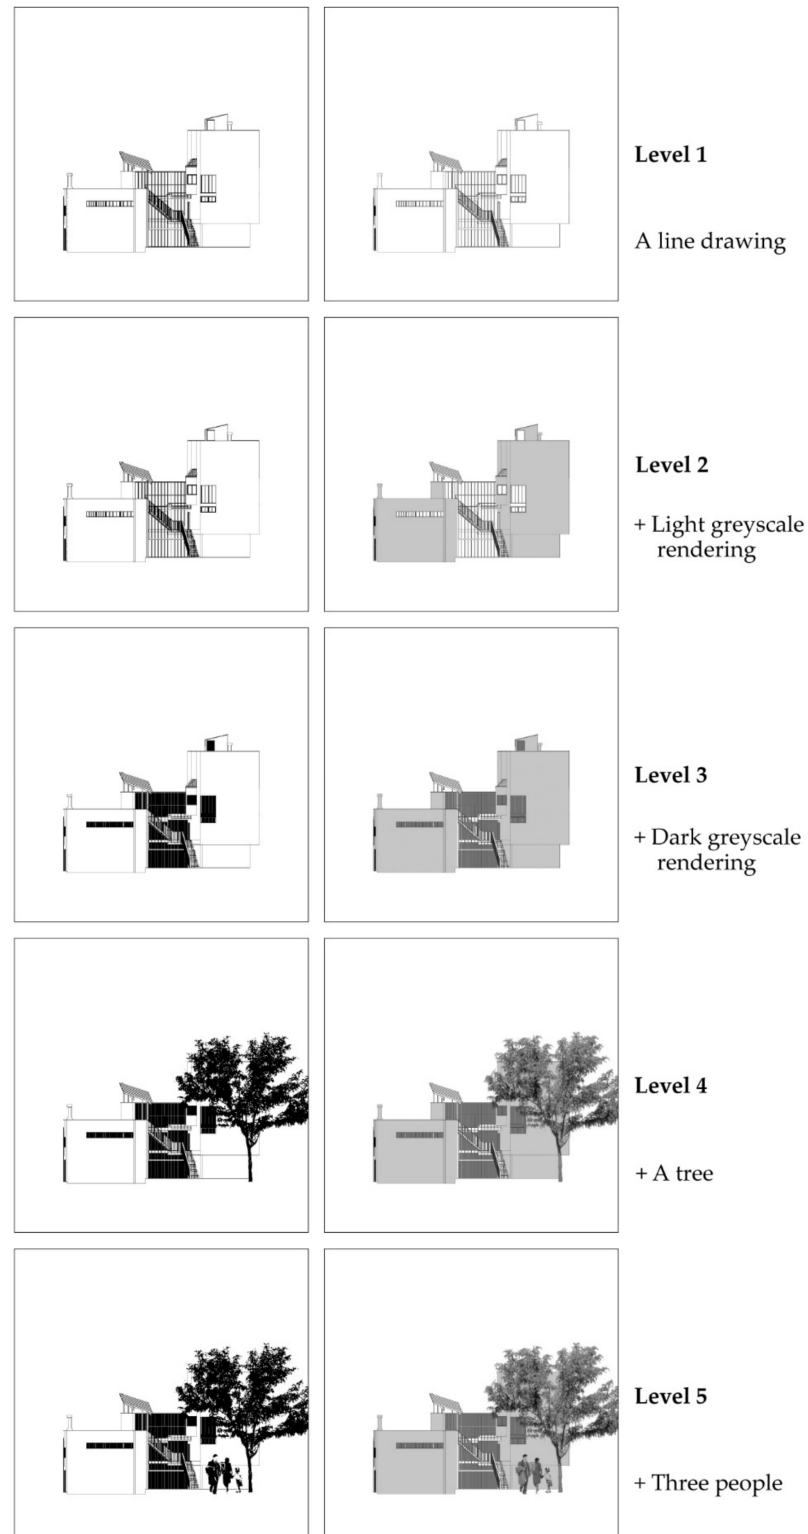 Level 1
A line drawing
Level 2
+ Light greyscale
rendering
Level 3
+ Dark greyscale
rendering
Level 4
+ A tree
Level 5
+ Three people